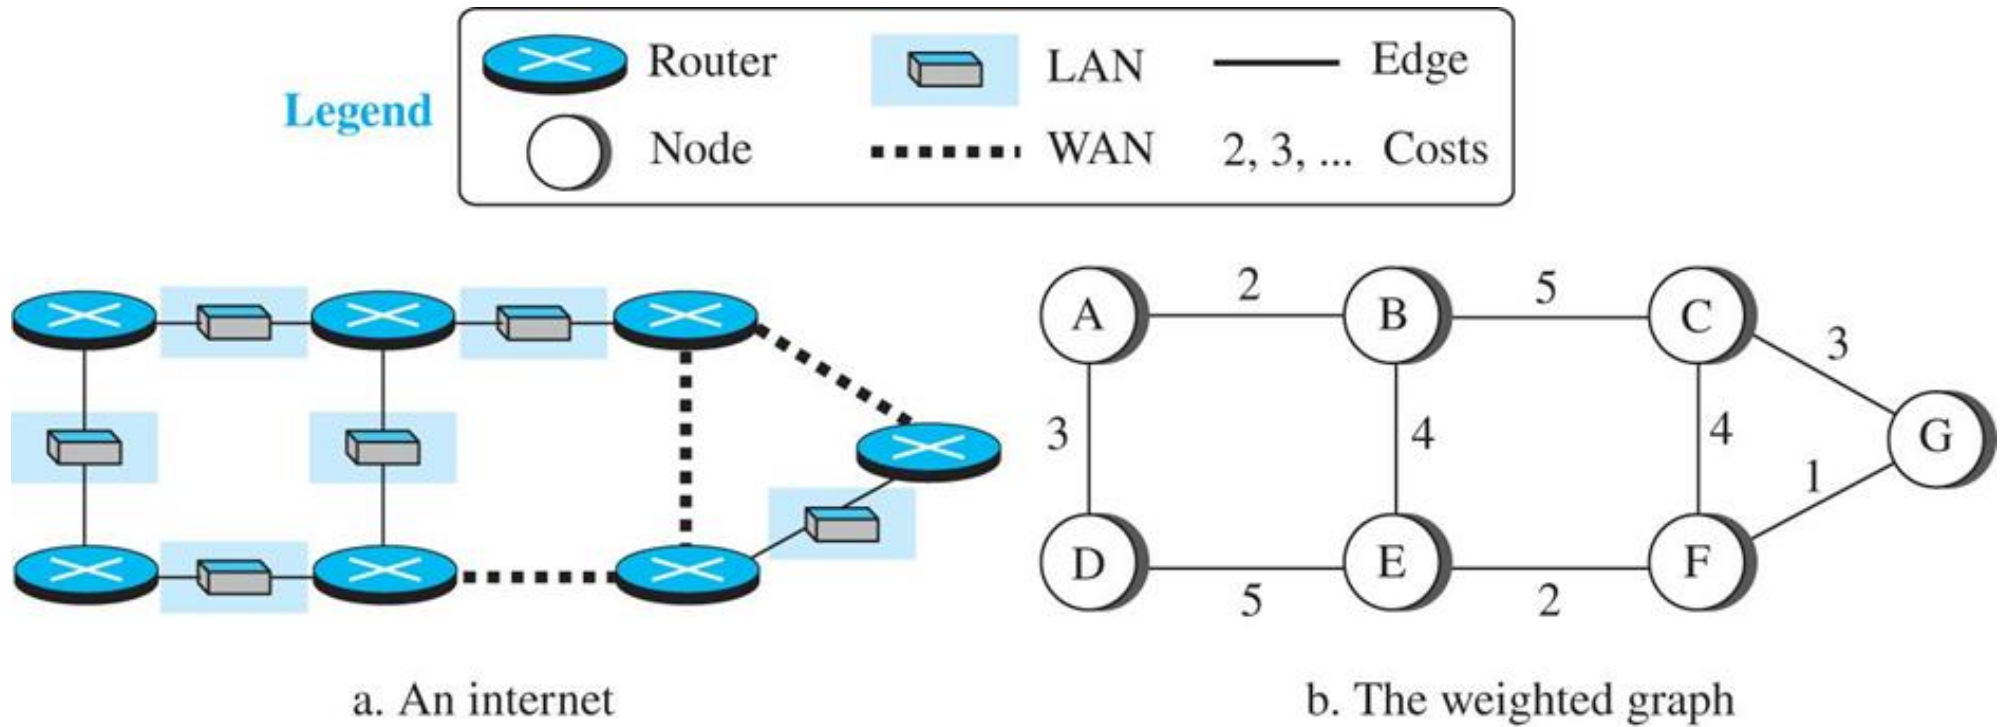 Legend
Router
LAN
Edge
Node
WAN
2, 3, ... Costs
A
2
B
5
C
3
3
4
4
G
1
D
5
E
2
F
a. An internet
b. The weighted graph